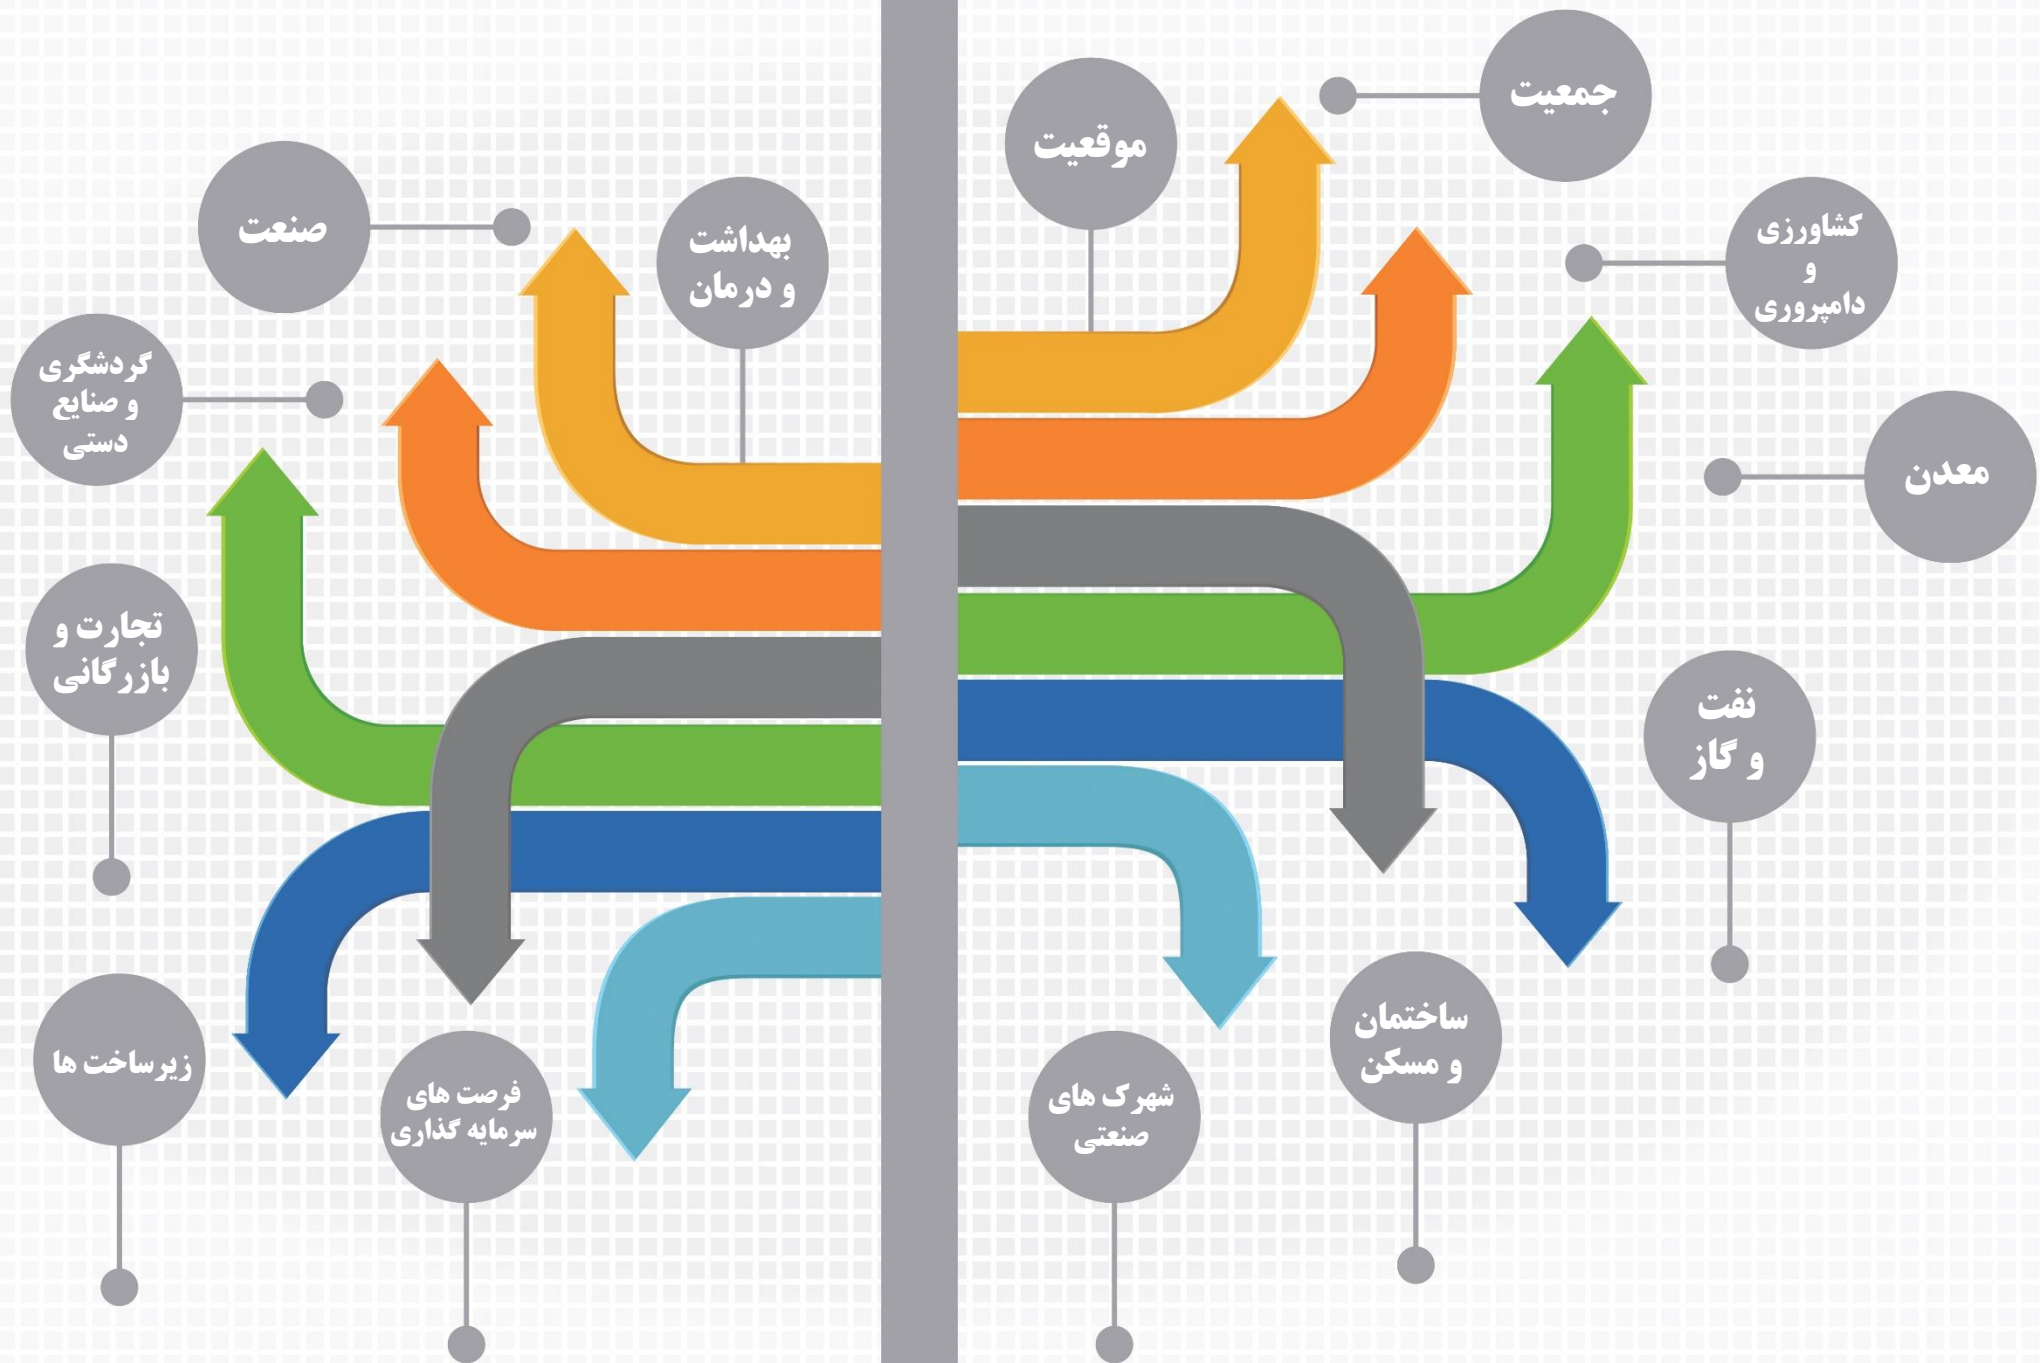 جمعیت
موقعیت
کشاورزی
و
دامپروری
معدن
نفت
و گاز
ساختمان
و مسکن
شهرک های
صنعتی
بهداشت
و درمان
صنعت
گردشگری
و صنایع
دستی
تجارت و
بازرگانی
زیرساخت ها
فرصت های
سرمایه گذاری